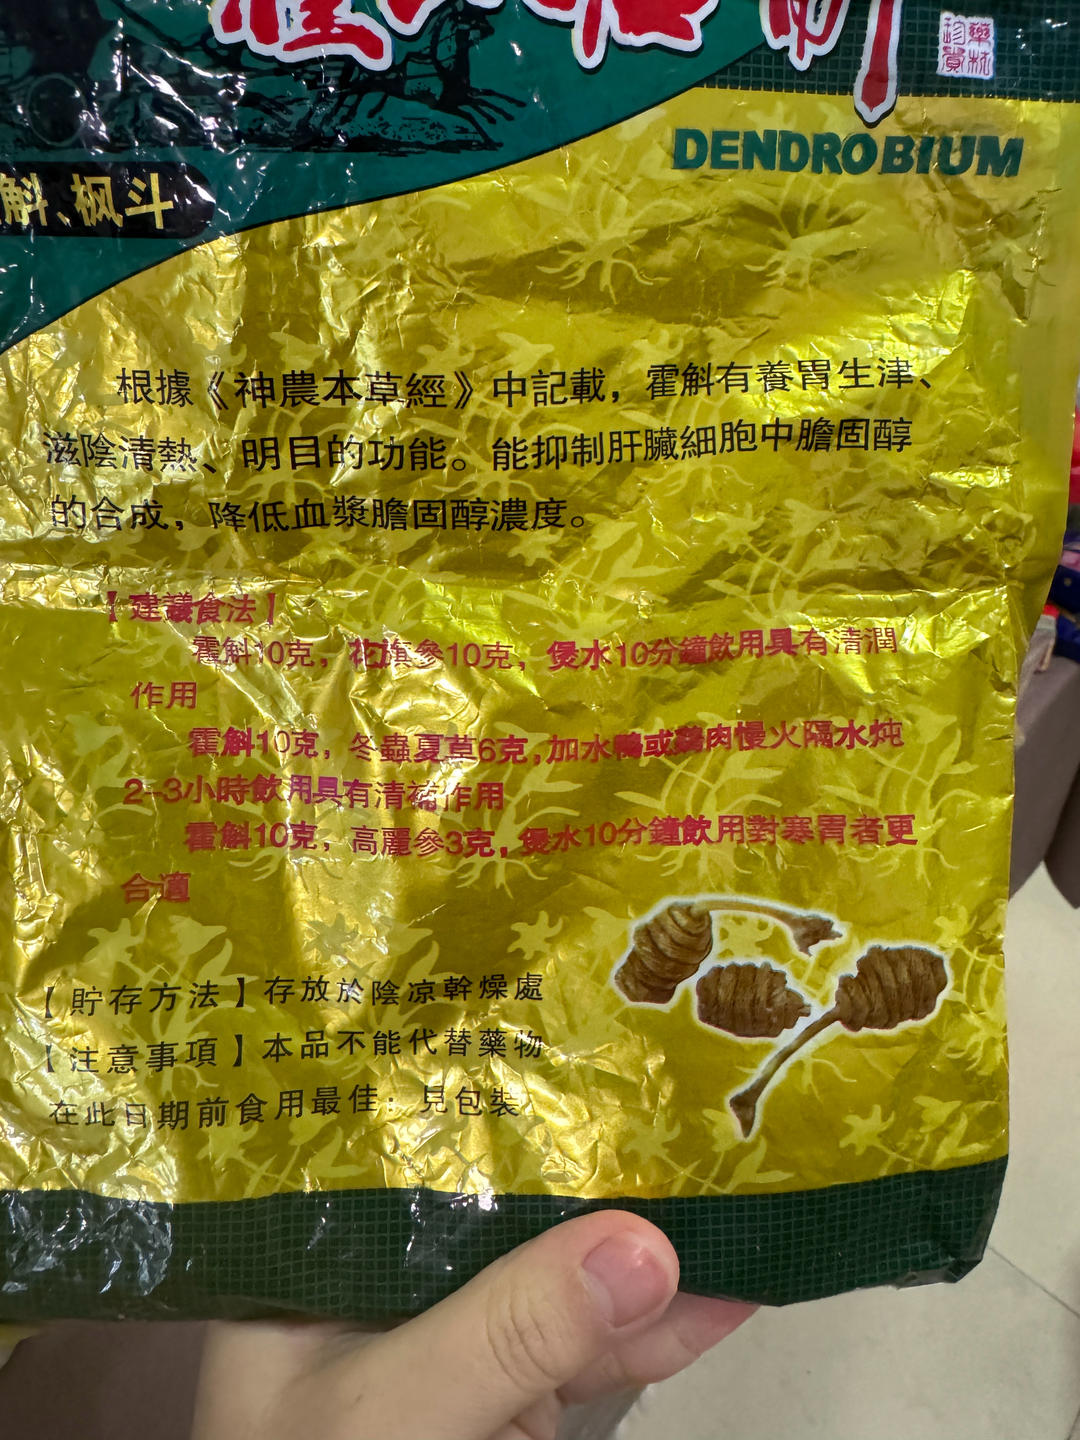 DENDROBIUM
斛、枫斗
根據《神農本草經》中記載，霍斛有養胃生津、
滋陰清熱、明目的功能。能抑制肝臟細胞中膽固醇
的合成，降低血漿膽固醇濃度。
【建議食法】
霍斛10克，花旗參10克，煲水10分鐘飲用具有清潤
作用
霍斛10克，冬蟲夏草6克，加水鴨或鷄肉慢火隔水炖
2--3小時飲用具有清補作用
霍斛10克，高麗參3克，煲水10分鐘飲用對寒胃者更
合適
【貯存方法】存放於陰凉幹燥處
【注意事項】本品不能代替藥物
在此日期前食用最佳：見包裝